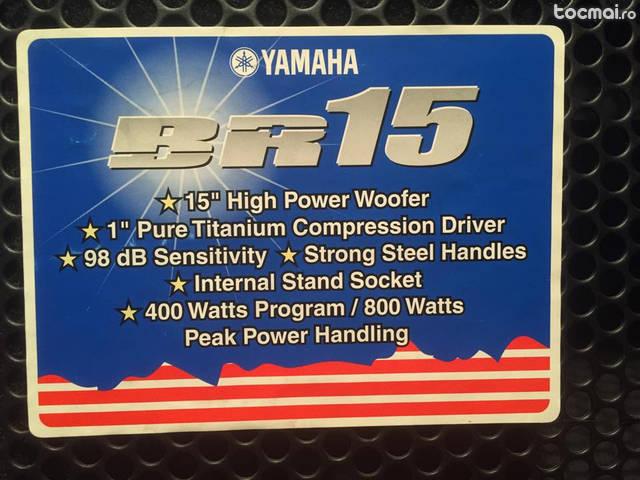 tocmai.ro
YAMAHA
BR15
15" High Power Woofer
1" Pure Titanium Compression Driver
98 dB Sensitivity ★ Strong Steel Handles
Internal Stand Socket
400 Watts Program / 800 Watts
Peak Power Handling